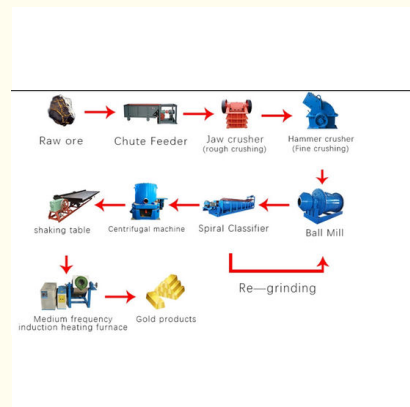 Raw ore
Chute Feeder
Jaw crusher
(rough crushing)
Hammer crusher
(Fine crushing)
shaking table
Centrifugal machine
Spiral Classifier
Ball Mill
Re—grinding
Medium frequency
induction heating furnace
Gold products